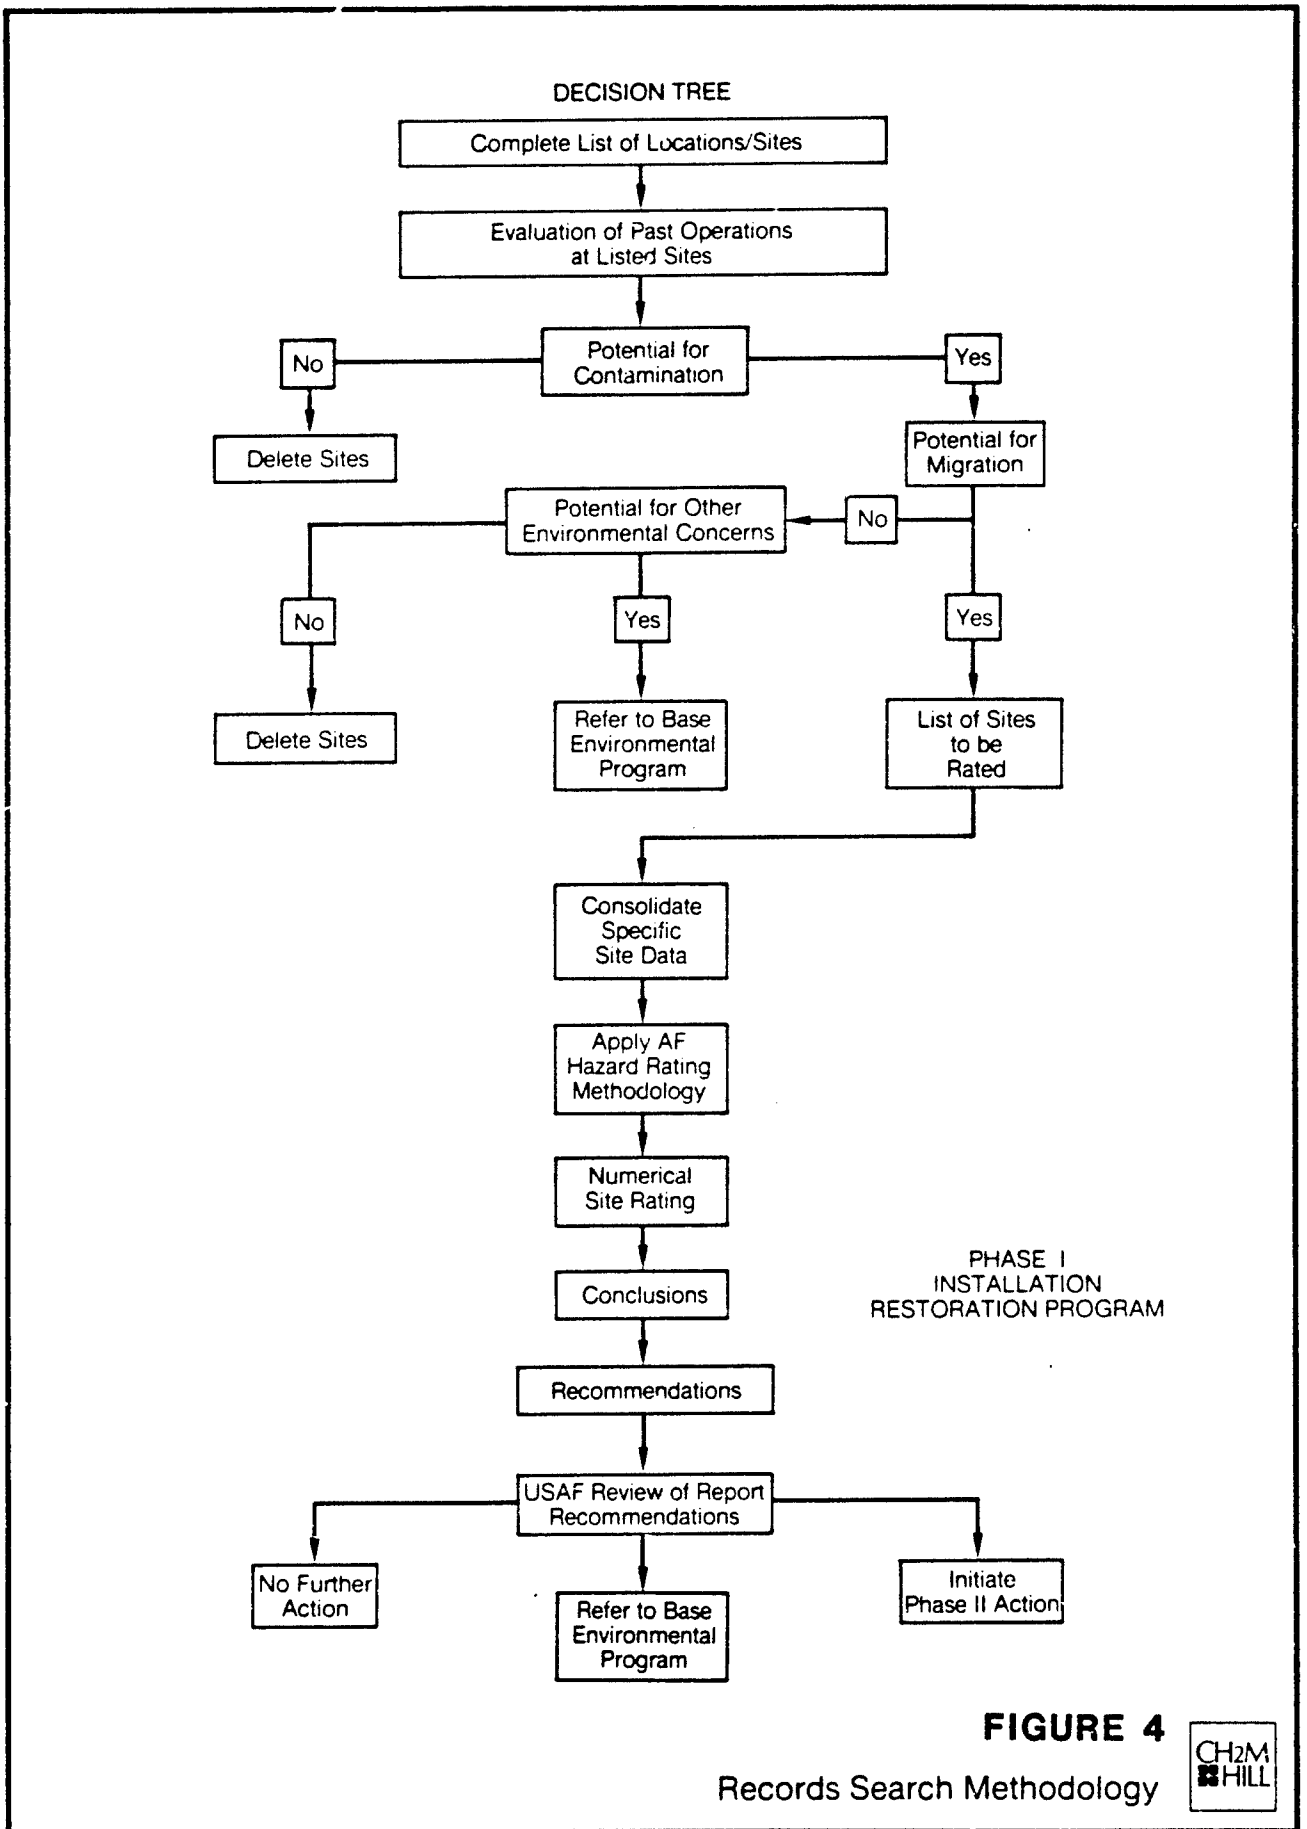 DECISION TREE
Complete List of Locations/Sites
Evaluation of Past Operations
at Listed Sites
Potential for
Contamination
No
Yes
Delete Sites
Potential for
Migration
Potential for Other
Environmental Concerns
No
No
Yes
Yes
Delete Sites
Refer to Base
Environmental
Program
List of Sites
to be
Rated
Consolidate
Specific
Site Data
Apply AF
Hazard Rating
Methodology
Numerical
Site Rating
Conclusions
PHASE I
INSTALLATION
RESTORATION PROGRAM
Recommendations
USAF Review of Report
Recommendations
No Further
Action
Refer to Base
Environmental
Program
Initiate
Phase II Action
FIGURE 4
Records Search Methodology
CH2M
HILL